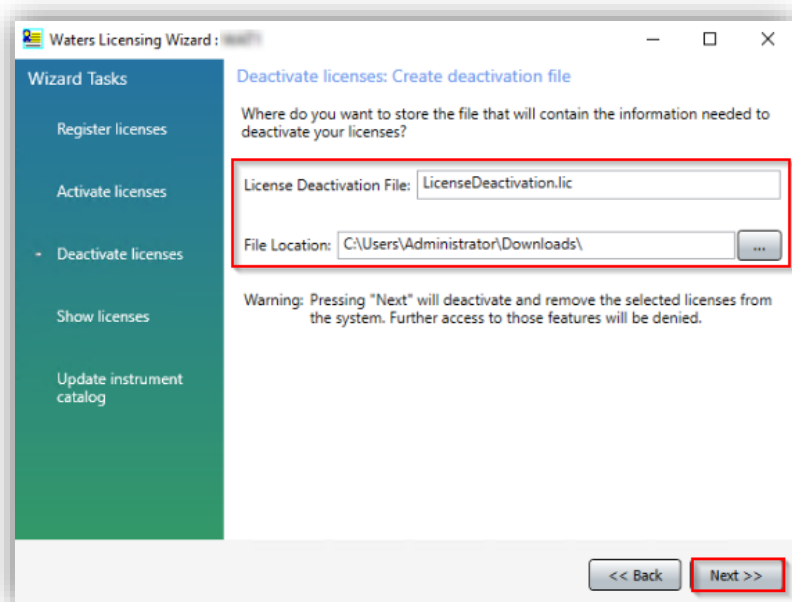 Waters Licensing Wizard :
Wizard Tasks
Register licenses
Activate licenses
- Deactivate licenses
Show licenses
Update instrument
catalog
Deactivate licenses: Create deactivation file
Where do you want to store the file that will contain the information needed to
deactivate your licenses?
License Deactivation File: LicenseDeactivation.lic
File Location: C:\Users\Administrator\Downloads\ ...
Warning: Pressing "Next" will deactivate and remove the selected licenses from
the system. Further access to those features will be denied.
<< Back Next >>